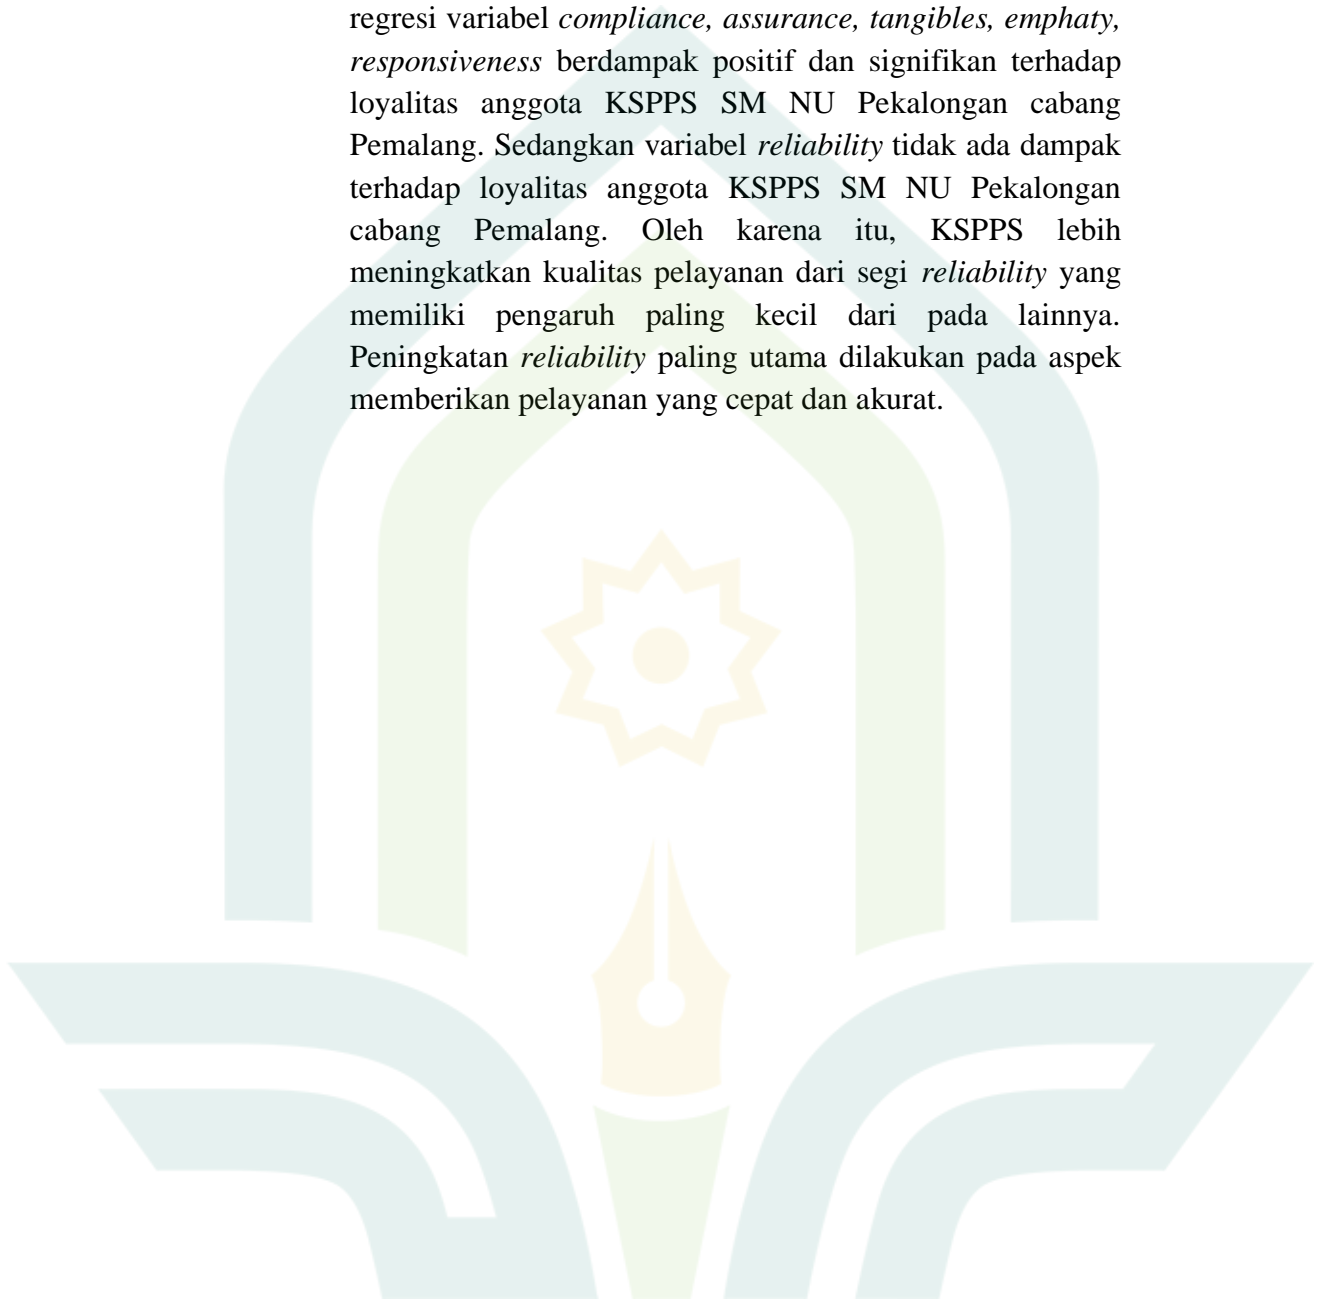 regresi variabel compliance, assurance, tangibles, emphaty,
responsiveness berdampak positif dan signifikan terhadap
loyalitas anggota KSPPS SM NU Pekalongan cabang
Pemalang. Sedangkan variabel reliability tidak ada dampak
terhadap loyalitas anggota KSPPS SM NU Pekalongan
cabang Pemalang. Oleh karena itu, KSPPS lebih
meningkatkan kualitas pelayanan dari segi reliability yang
memiliki pengaruh paling kecil dari pada lainnya.
Peningkatan reliability paling utama dilakukan pada aspek
memberikan pelayanan yang cepat dan akurat.